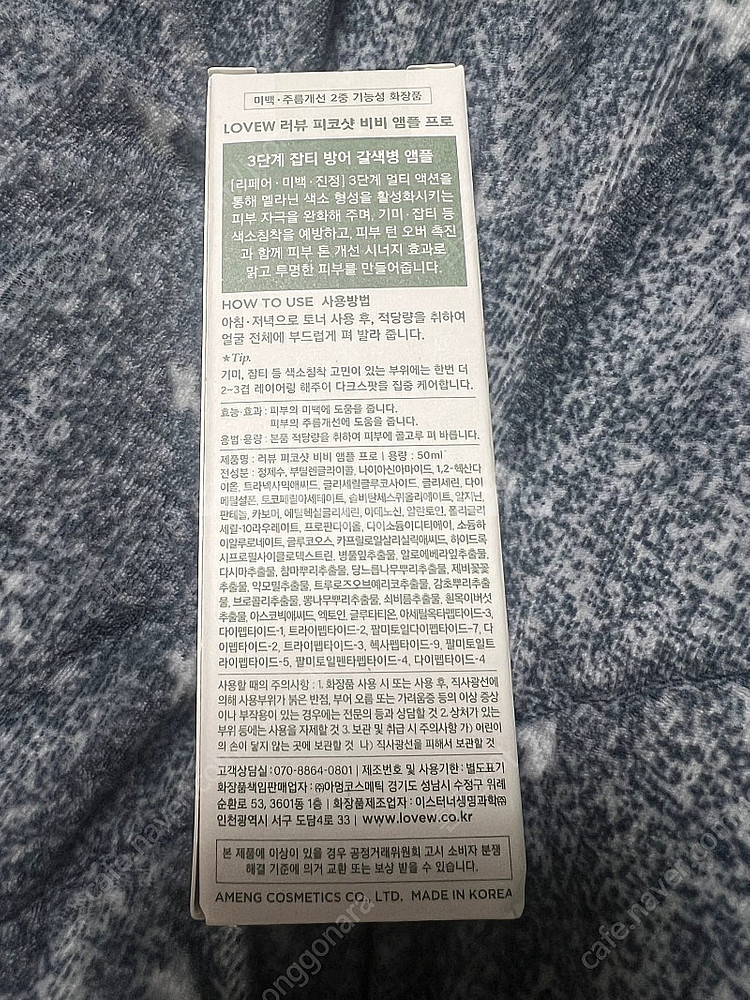 미백·주름개선 2중 기능성 화장품
LOVEW 러뷰 피코샷 비비 앰플 프로
3단계 잡티 방어 갈색병 앰플
[리페어·미백·진정] 3단계 멀티 액션을
통해 멜라닌 색소 형성을 활성화시키는
피부 자극을 완화해 주며, 기미·잡티 등
색소침착을 예방하고, 피부 턴 오버 촉진
과 함께 피부 톤 개선 시너지 효과로
맑고 투명한 피부를 만들어줍니다.
HOW TO USE 사용방법
아침·저녁으로 토너 사용 후, 적당량을 취하여
얼굴 전체에 부드럽게 펴 발라 줍니다.
★Tip.
기미, 잡티 등 색소침착 고민이 있는 부위에는 한번 더
2~3겹 레이어링 해주어 다크스팟을 집중 케어합니다.
효능·효과 : 피부의 미백에 도움을 줍니다.
피부의 주름개선에 도움을 줍니다.
용법·용량 : 본품 적당량을 취하여 피부에 골고루 펴 바릅니다.
제품명 : 러뷰 피코샷 비비 앰플 프로 | 용량 : 50ml
전성분 : 정제수, 부틸렌글라이콜, 나이아신아마이드, 1,2-헥산다
이올, 트라넥사믹애씨드, 글리세릴글루코사이드, 글리세린, 다이
메틸설폰, 토코페릴아세테이트, 솔비탄세스퀴올리에이트, 알지닌,
판테놀, 카보머, 에틸헥실글리세린, 아데노신, 알란토인, 폴리글리
세릴-10라우레이트, 프로판다이올, 다이소듐이디티에이, 소듐하
이알루로네이트, 글루코오스, 카프릴로일살리실릭애씨드, 하이드록
시프로필사이클로덱스트린, 병풀잎추출물, 알로에베라잎추출물,
다시마추출물, 참마뿌리추출물, 당느릅나무뿌리추출물, 제비꽃꽃
추출물, 약모밀추출물, 트루로즈오브예리코추출물, 감초뿌리추출
물, 브로콜리추출물, 뽕나무뿌리추출물, 쇠비름추출물, 흰목이버섯
추출물, 아스코빅애씨드, 엑토인, 글루타티온, 아세틸옥타펩타이드-3,
다이펩타이드-1, 트라이펩타이드-2, 팔미토일다이펩타이드-7, 다
이펩타이드-2, 트라이펩타이드-3, 헥사펩타이드-9, 팔미토일트
라이펩타이드-5, 팔미토일펜타펩타이드-4, 다이펩타이드-4
사용할 때의 주의사항 : 1. 화장품 사용 시 또는 사용 후, 직사광선에
의해 사용부위가 붉은 반점, 부어 오름 또는 가려움증 등의 이상 증상
이나 부작용이 있는 경우에는 전문의 등과 상담할 것 2. 상처가 있는
부위 등에는 사용을 자제할 것 3. 보관 및 취급 시 주의사항 가) 어린이
의 손이 닿지 않는 곳에 보관할 것 나) 직사광선을 피해서 보관할 것
고객상담실 : 070-8864-0801 | 제조번호 및 사용기한 : 별도표기
화장품책임판매업자 : ㈜아멍코스메틱 경기도 성남시 수정구 위례
순환로 53, 3601동 1층 | 화장품제조업자 : 이스터너생명과학㈜
인천광역시 서구 도담4로 33 | www.lovew.co.kr
본 제품에 이상이 있을 경우 공정거래위원회 고시 소비자 분쟁
해결 기준에 의거 교환 또는 보상 받을 수 있습니다.
AMENG COSMETICS CO., LTD. MADE IN KOREA